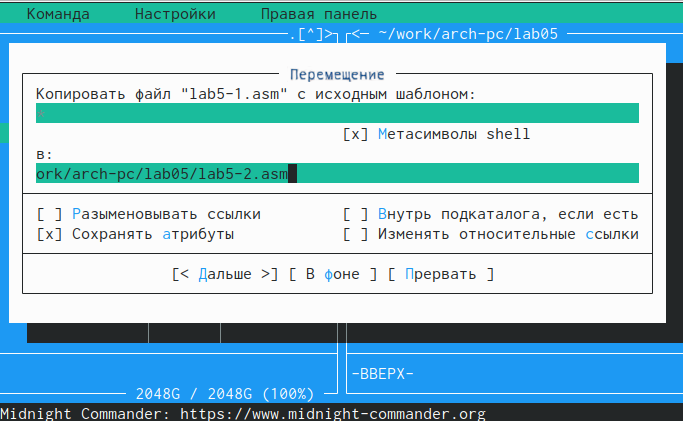 Команда Настройки Правая панель
.[^]> <─ ~/work/arch-pc/lab05
Перемещение
Копировать файл "lab5-1.asm" с исходным шаблоном:
[x] Метасимволы shell
в:
ork/arch-pc/lab05/lab5-2.asm
[ ] Разыменовывать ссылки [ ] Внутрь подкаталога, если есть
[x] Сохранять атрибуты [ ] Изменять относительные ссылки
[< Дальше >] [ В фоне ] [ Прервать ]
-ВВЕРХ-
2048G / 2048G (100%)
Midnight Commander: https://www.midnight-commander.org